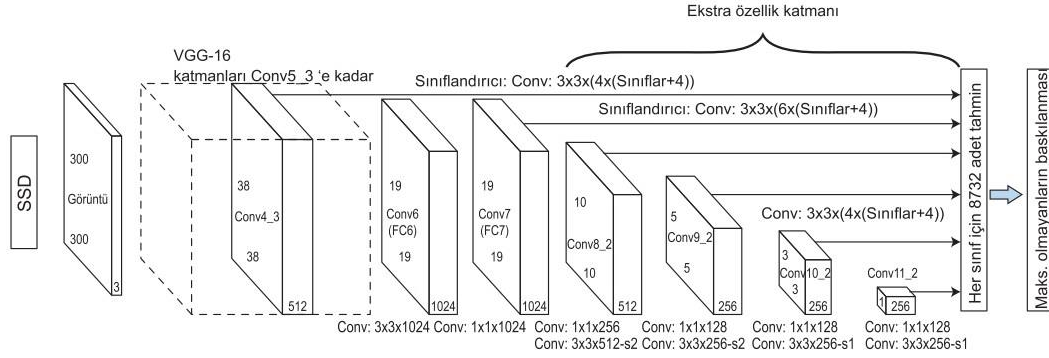 Ekstra özellik katmanı
VGG-16
katmanları Conv5_3 'e kadar
Sınıflandırıcı: Conv: 3x3x(4x(Sınıflar+4))
Sınıflandırıcı: Conv: 3x3x(6x(Sınıflar+4))
Conv: 3x3x(4x(Sınıflar+4))
SSD
300
Görüntü
300
3
38
Conv4_3
38
512
19
Conv6
(FC6)
19
1024
19
Conv7
(FC7)
19
1024
10
Conv8_2
10
512
5
Conv9_2
5
256
3
Conv10_2
3
256
Conv11_2
1
256
Conv: 3x3x1024
Conv: 1x1x1024
Conv: 1x1x256
Conv: 3x3x512-s2
Conv: 1x1x128
Conv: 3x3x256-s2
Conv: 1x1x128
Conv: 3x3x256-s1
Conv: 1x1x128
Conv: 3x3x256-s1
Her sınıf için 8732 adet tahmin
Maks. olmayanların baskılanması